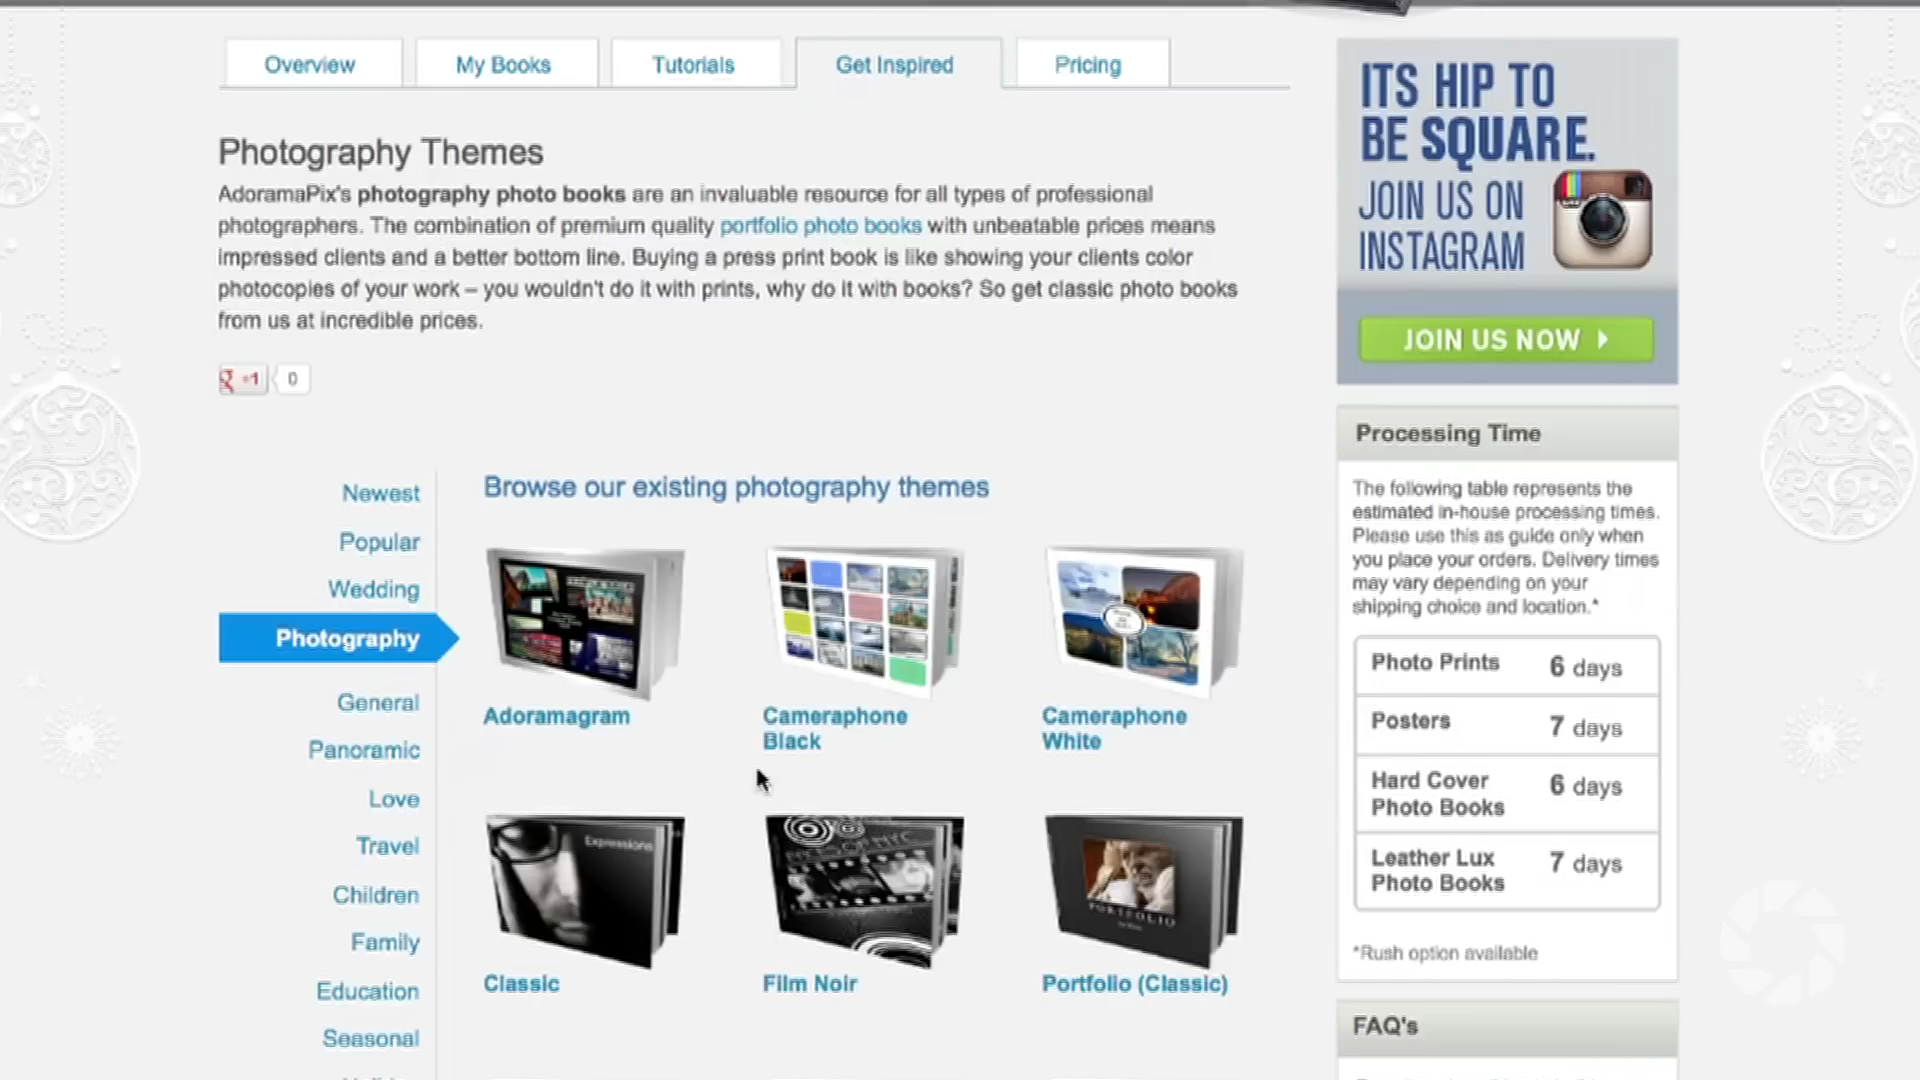 Overview
My Books
Tutorials
Get Inspired
Pricing
Photography Themes
AdoramaPix's photography photo books are an invaluable resource for all types of professional
photographers. The combination of premium quality portfolio photo books with unbeatable prices means
impressed clients and a better bottom line. Buying a press print book is like showing your clients color
photocopies of your work – you wouldn't do it with prints, why do it with books? So get classic photo books
from us at incredible prices.
+1
0
Newest
Popular
Wedding
Photography
General
Panoramic
Love
Travel
Children
Family
Education
Seasonal
Browse our existing photography themes
Adoramagram
Cameraphone
Black
Cameraphone
White
Expressions
Classic
Film Noir
PORTFOLIO
Portfolio (Classic)
ITS HIP TO
BE SQUARE.
JOIN US ON
INSTAGRAM
JOIN US NOW
Processing Time
The following table represents the
estimated in-house processing times.
Please use this as guide only when
you place your orders. Delivery times
may vary depending on your
shipping choice and location.*
Photo Prints 6 days
Posters 7 days
Hard Cover
Photo Books 6 days
Leather Lux
Photo Books 7 days
*Rush option available
FAQ's